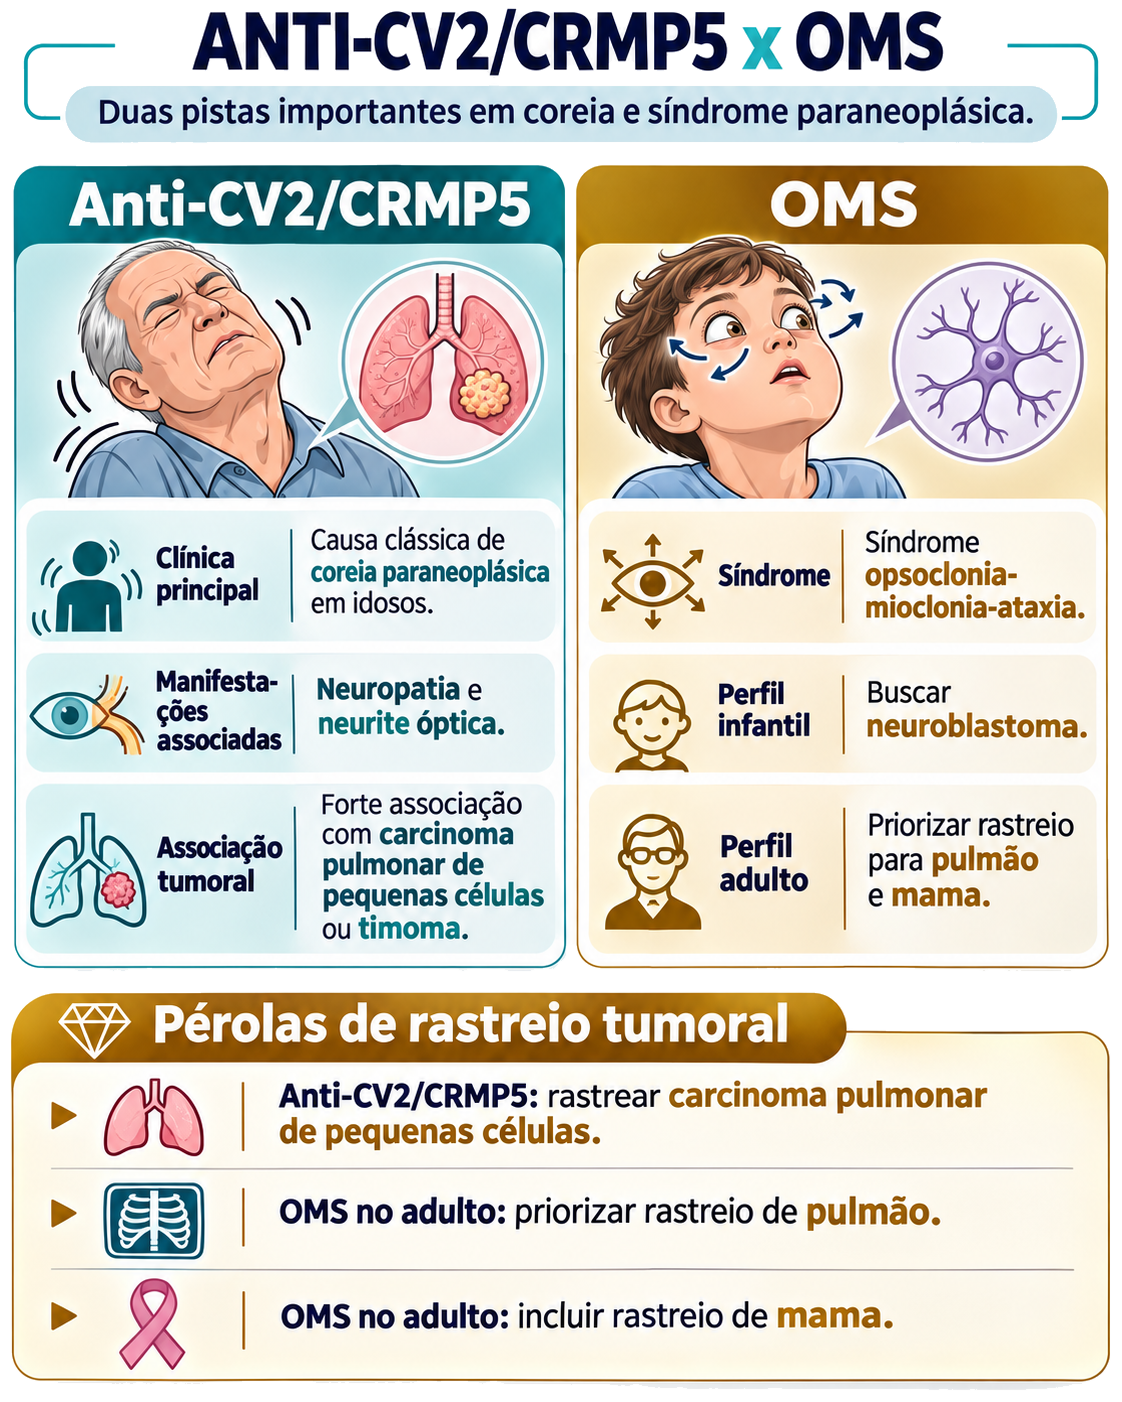 ANTI-CV2/CRMP5 x OMS
Duas pistas importantes em coreia e síndrome paraneoplásica.
Anti-CV2/CRMP5
Clínica
principal
Causa clássica de
coreia paraneoplásica
em idosos.
Manifesta-
ções
associadas
Neuropatia e
neurite óptica.
Associação
tumoral
Forte associação
com carcinoma
pulmonar de
pequenas células
ou timoma.
OMS
Síndrome
Síndrome
opsoclonia-
mioclonia-ataxia.
Perfil
infantil
Buscar
neuroblastoma.
Perfil
adulto
Priorizar rastreio
para pulmão
e mama.
Pérolas de rastreio tumoral
Anti-CV2/CRMP5: rastrear carcinoma pulmonar
de pequenas células.
OMS no adulto: priorizar rastreio de pulmão.
OMS no adulto: incluir rastreio de mama.